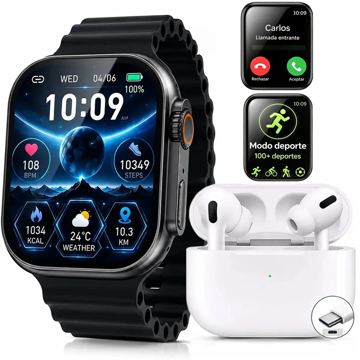 WED 04/06
100%
10:09
108
BPM
10349
STEPS
1034
KCAL
24°C
WEATHER
10.3
KM
10:09
Carlos
Llamada entrante
Rechazar
Aceptar
10:09
Modo deporte
100+ deportes